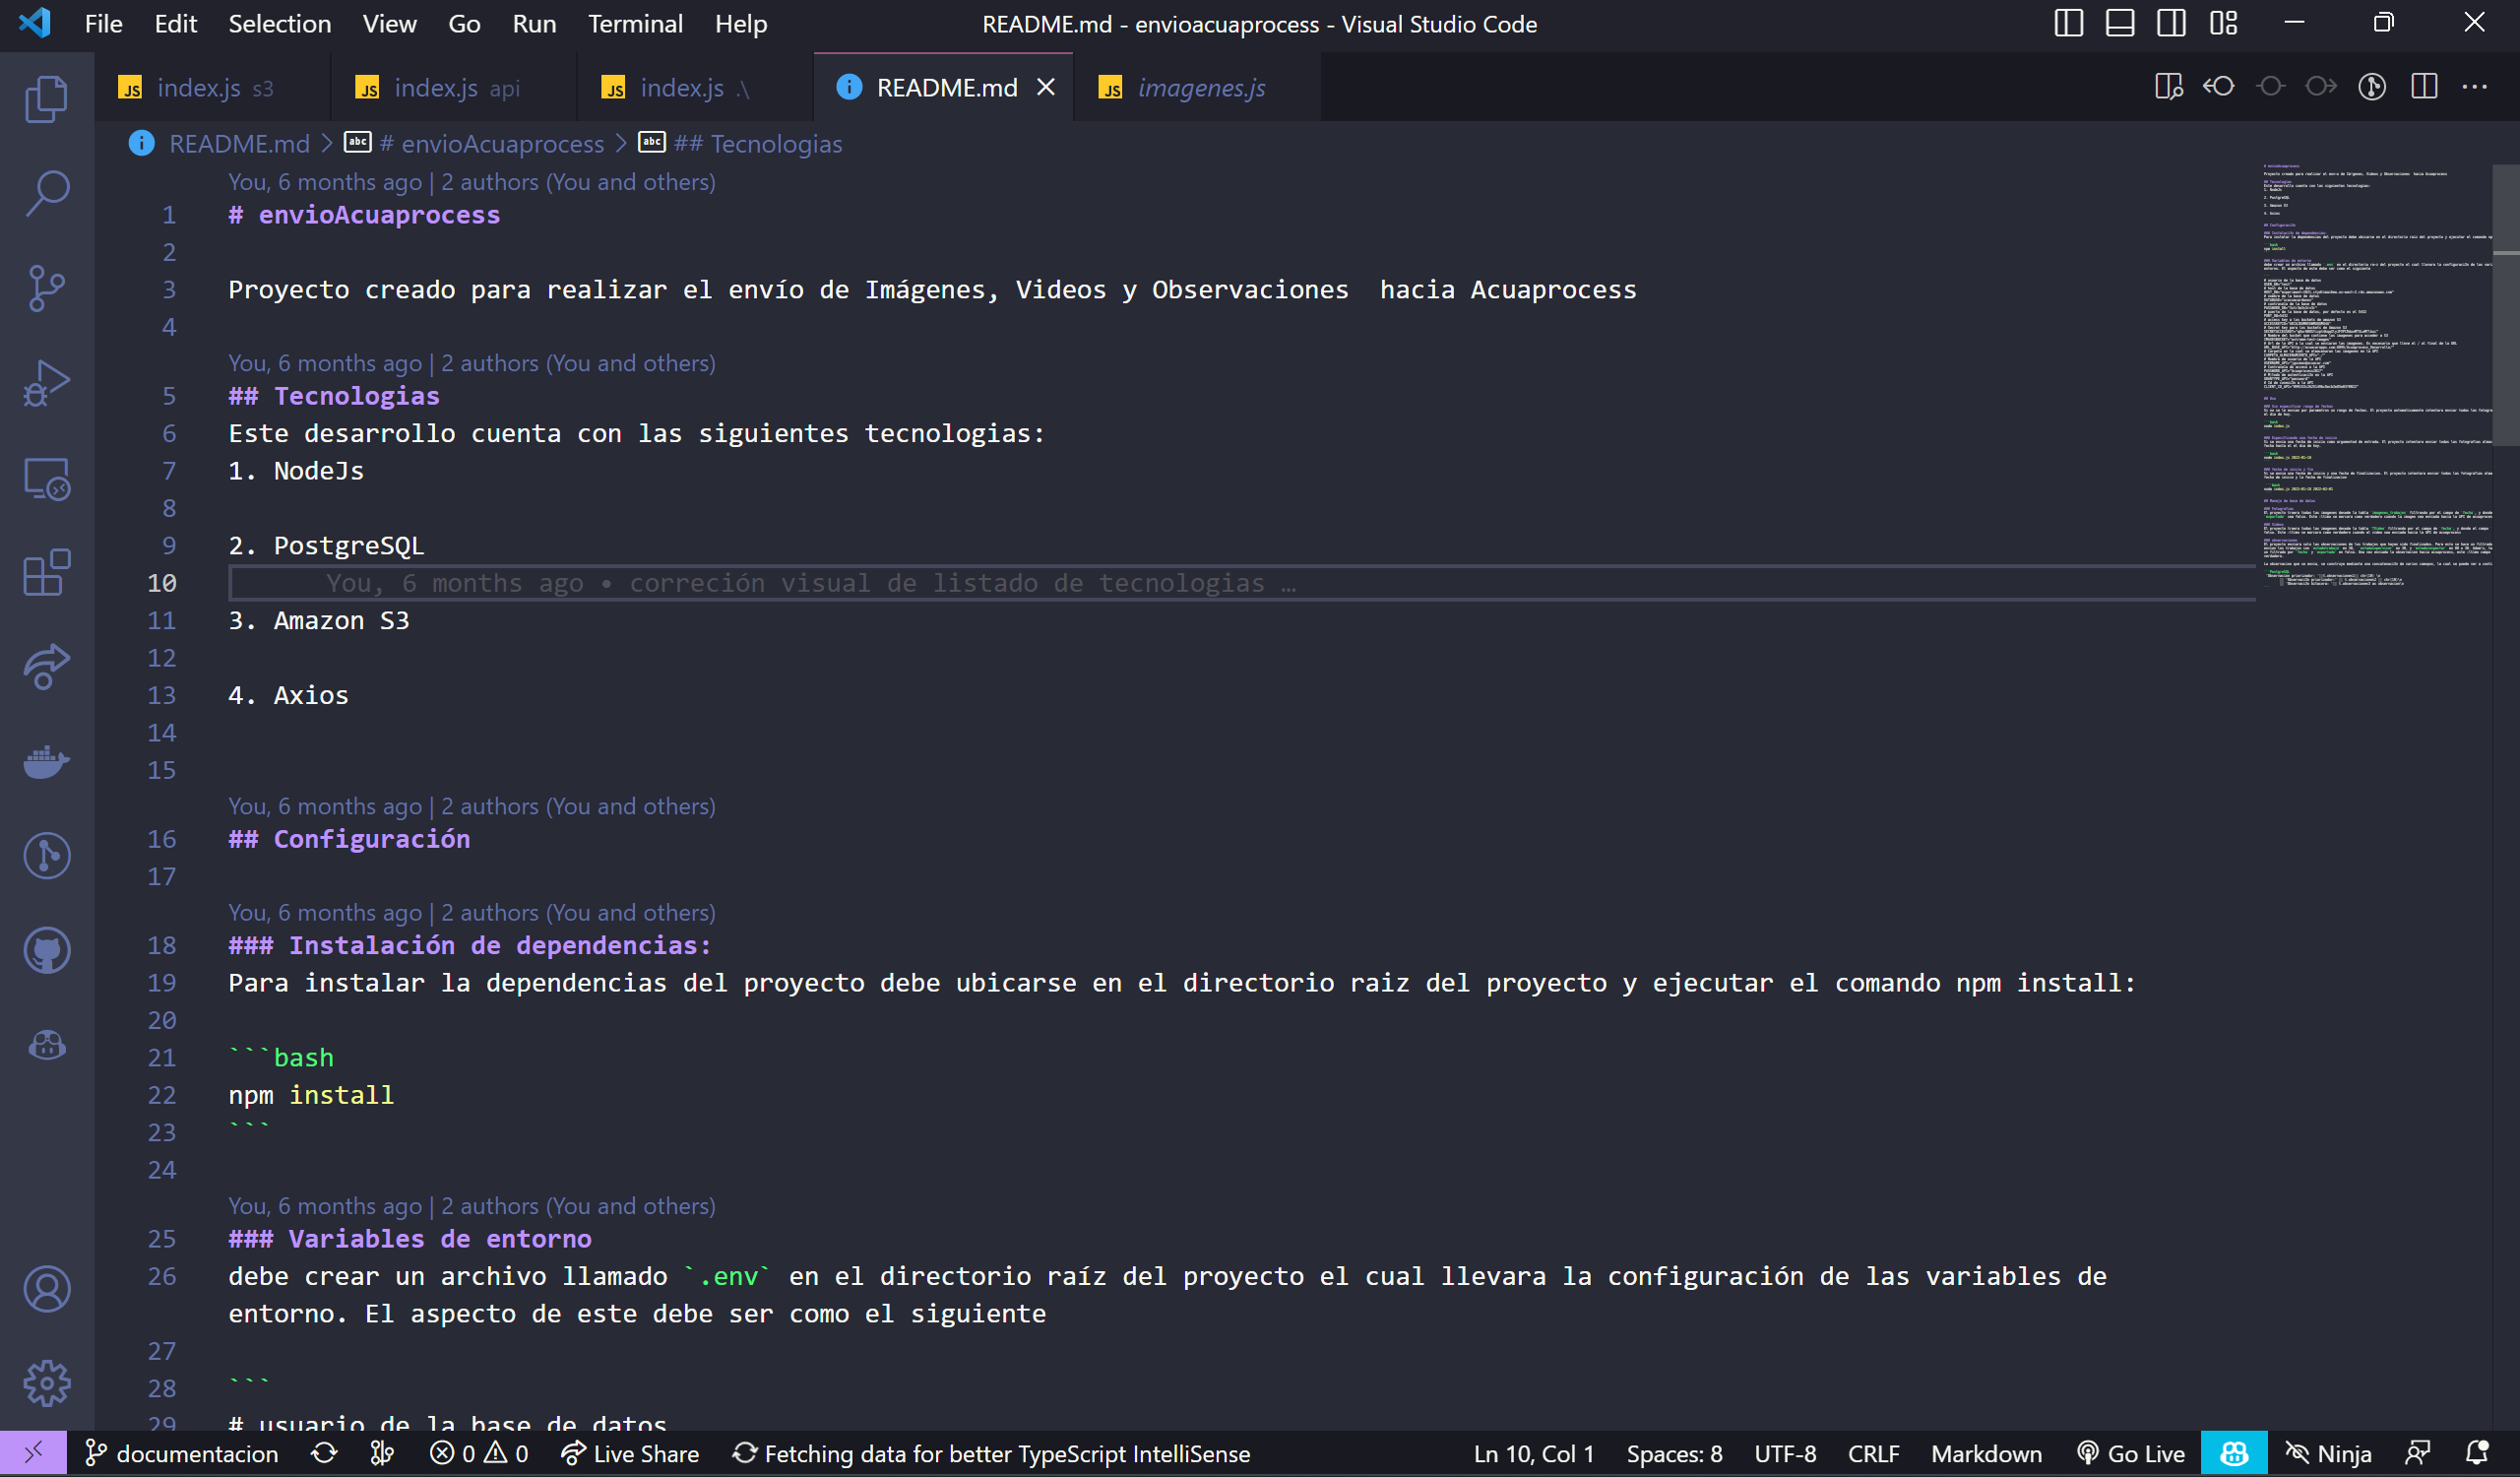 File Edit Selection View Go Run Terminal Help README.md - envioacuaprocess - Visual Studio Code
JS index.js s3 JS index.js api JS index.js .\ README.md JS imagenes.js
README.md > # envioAcuaprocess > ## Tecnologias
You, 6 months ago | 2 authors (You and others)
1 # envioAcuaprocess
2
3 Proyecto creado para realizar el envío de Imágenes, Videos y Observaciones  hacia Acuaprocess
4
You, 6 months ago | 2 authors (You and others)
5 ## Tecnologias
6 Este desarrollo cuenta con las siguientes tecnologias:
7 1. NodeJs
8
9 2. PostgreSQL
10 You, 6 months ago • correción visual de listado de tecnologias …
11 3. Amazon S3
12
13 4. Axios
14
15
You, 6 months ago | 2 authors (You and others)
16 ## Configuración
17
You, 6 months ago | 2 authors (You and others)
18 ### Instalación de dependencias:
19 Para instalar la dependencias del proyecto debe ubicarse en el directorio raiz del proyecto y ejecutar el comando npm install:
20
21 ```bash
22 npm install
23 ```
24
You, 6 months ago | 2 authors (You and others)
25 ### Variables de entorno
26 debe crear un archivo llamado `.env` en el directorio raíz del proyecto el cual llevara la configuración de las variables de
entorno. El aspecto de este debe ser como el siguiente
27
28 ```
29 # usuario de la base de datos
documentacion 0 0 Live Share Fetching data for better TypeScript IntelliSense Ln 10, Col 1 Spaces: 8 UTF-8 CRLF Markdown Go Live Ninja